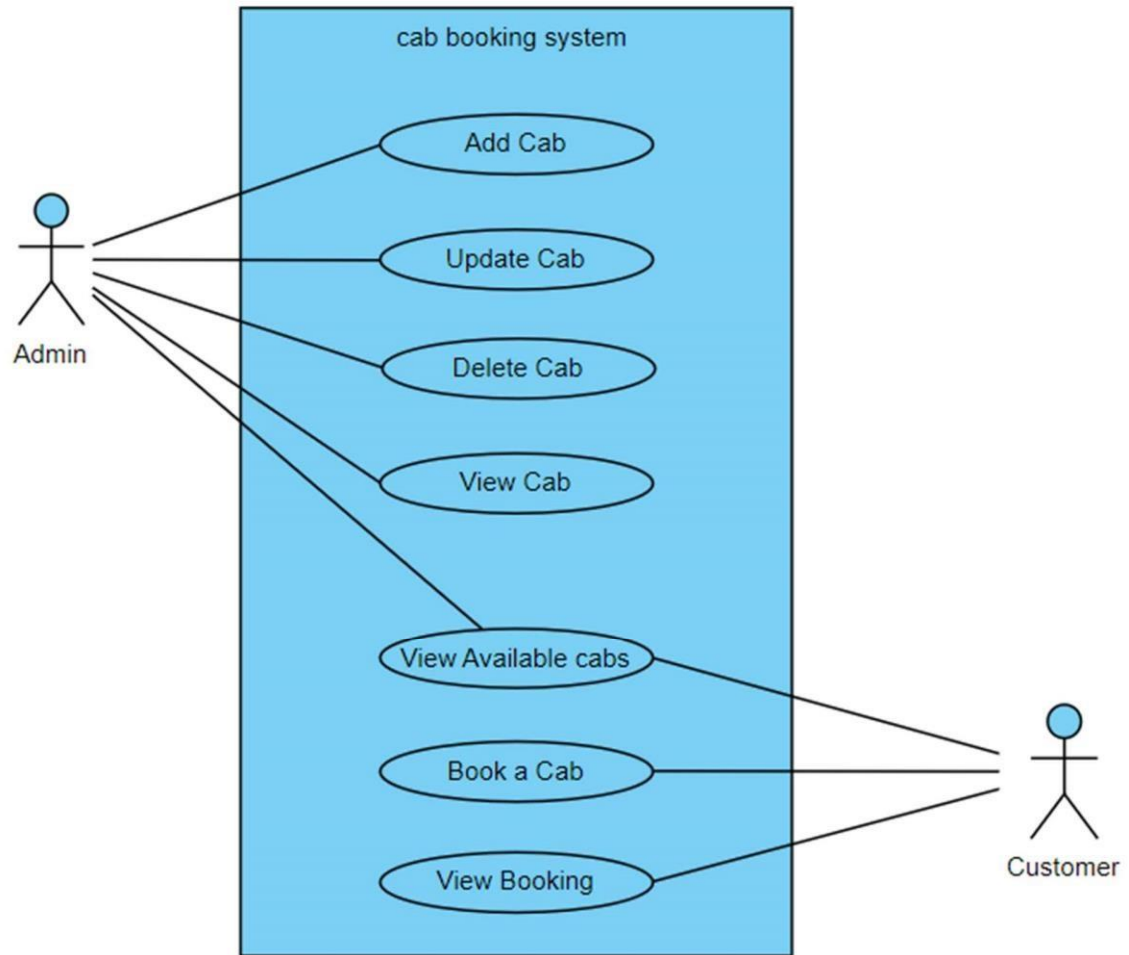 cab booking system
Add Cab
Update Cab
Admin
Delete Cab
View Cab
View Available cabs
Book a Cab
Customer
View Booking